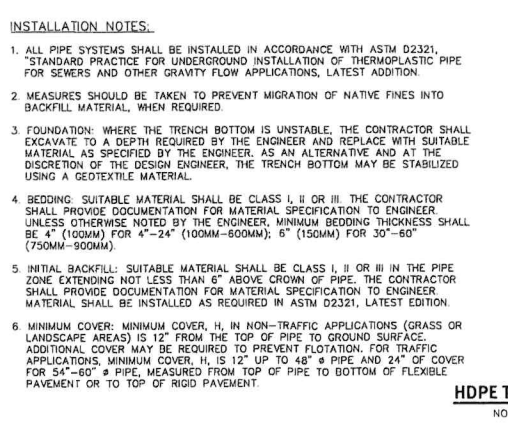 INSTALLATION NOTES:
1. ALL PIPE SYSTEMS SHALL BE INSTALLED IN ACCORDANCE WITH ASTM D2321,
"STANDARD PRACTICE FOR UNDERGROUND INSTALLATION OF THERMOPLASTIC PIPE
FOR SEWERS AND OTHER GRAVITY FLOW APPLICATIONS, LATEST ADDITION.
2. MEASURES SHOULD BE TAKEN TO PREVENT MIGRATION OF NATIVE FINES INTO
BACKFILL MATERIAL, WHEN REQUIRED.
3. FOUNDATION: WHERE THE TRENCH BOTTOM IS UNSTABLE, THE CONTRACTOR SHALL
EXCAVATE TO A DEPTH REQUIRED BY THE ENGINEER AND REPLACE WITH SUITABLE
MATERIAL AS SPECIFIED BY THE ENGINEER. AS AN ALTERNATIVE AND AT THE
DISCRETION OF THE DESIGN ENGINEER, THE TRENCH BOTTOM MAY BE STABILIZED
USING A GEOTEXTILE MATERIAL.
4. BEDDING: SUITABLE MATERIAL SHALL BE CLASS I, II OR III. THE CONTRACTOR
SHALL PROVIDE DOCUMENTATION FOR MATERIAL SPECIFICATION TO ENGINEER.
UNLESS OTHERWISE NOTED BY THE ENGINEER, MINIMUM BEDDING THICKNESS SHALL
BE 4" (100MM) FOR 4"-24" (100MM-600MM); 6" (150MM) FOR 30"-60"
(750MM-900MM).
5. INITIAL BACKFILL: SUITABLE MATERIAL SHALL BE CLASS I, II OR III IN THE PIPE
ZONE EXTENDING NOT LESS THAN 6" ABOVE CROWN OF PIPE. THE CONTRACTOR
SHALL PROVIDE DOCUMENTATION FOR MATERIAL SPECIFICATION TO ENGINEER.
MATERIAL SHALL BE INSTALLED AS REQUIRED IN ASTM D2321, LATEST EDITION.
6. MINIMUM COVER: MINIMUM COVER, H, IN NON-TRAFFIC APPLICATIONS (GRASS OR
LANDSCAPE AREAS) IS 12" FROM THE TOP OF PIPE TO GROUND SURFACE.
ADDITIONAL COVER MAY BE REQUIRED TO PREVENT FLOTATION. FOR TRAFFIC
APPLICATIONS, MINIMUM COVER, H, IS 12" UP TO 48" ø PIPE AND 24" OF COVER
FOR 54"-60" ø PIPE, MEASURED FROM TOP OF PIPE TO BOTTOM OF FLEXIBLE
PAVEMENT OR TO TOP OF RIGID PAVEMENT.
HDPE T
NO